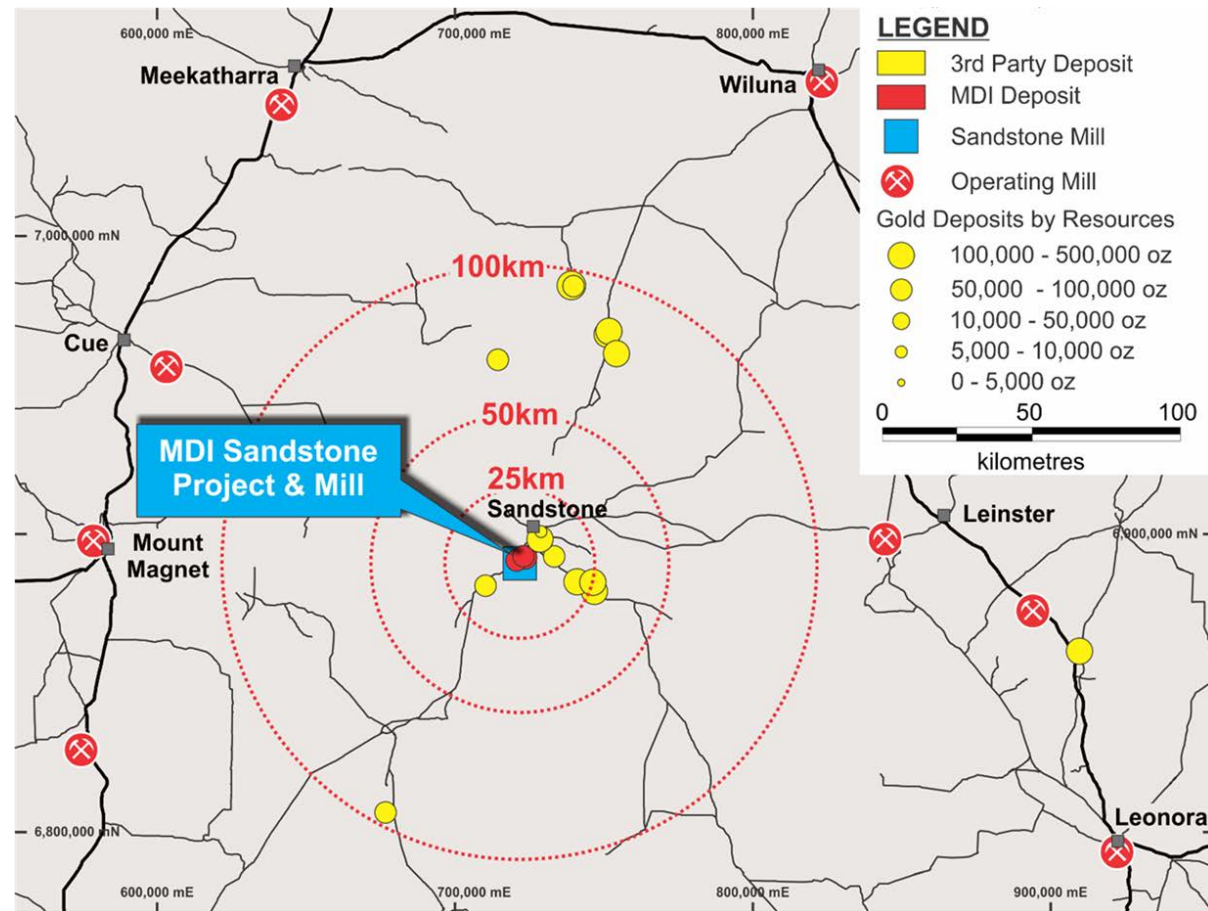 600,000 mE
700,000 mE
800,000 mE
LEGEND
3rd Party Deposit
MDI Deposit
Sandstone Mill
Operating Mill
Gold Deposits by Resources
100,000 - 500,000 oz
50,000 - 100,000 oz
10,000 - 50,000 oz
5,000 - 10,000 oz
0 - 5,000 oz
0 50 100
kilometres
Meekatharra
Wiluna
7,000,000 mN
100km
Cue
50km
MDI Sandstone
Project & Mill
25km
Sandstone
Leinster
6,900,000 mN
Mount
Magnet
Leonora
6,800,000 mN
600,000 mE
700,000 mE
800,000 mE
900,000 mE